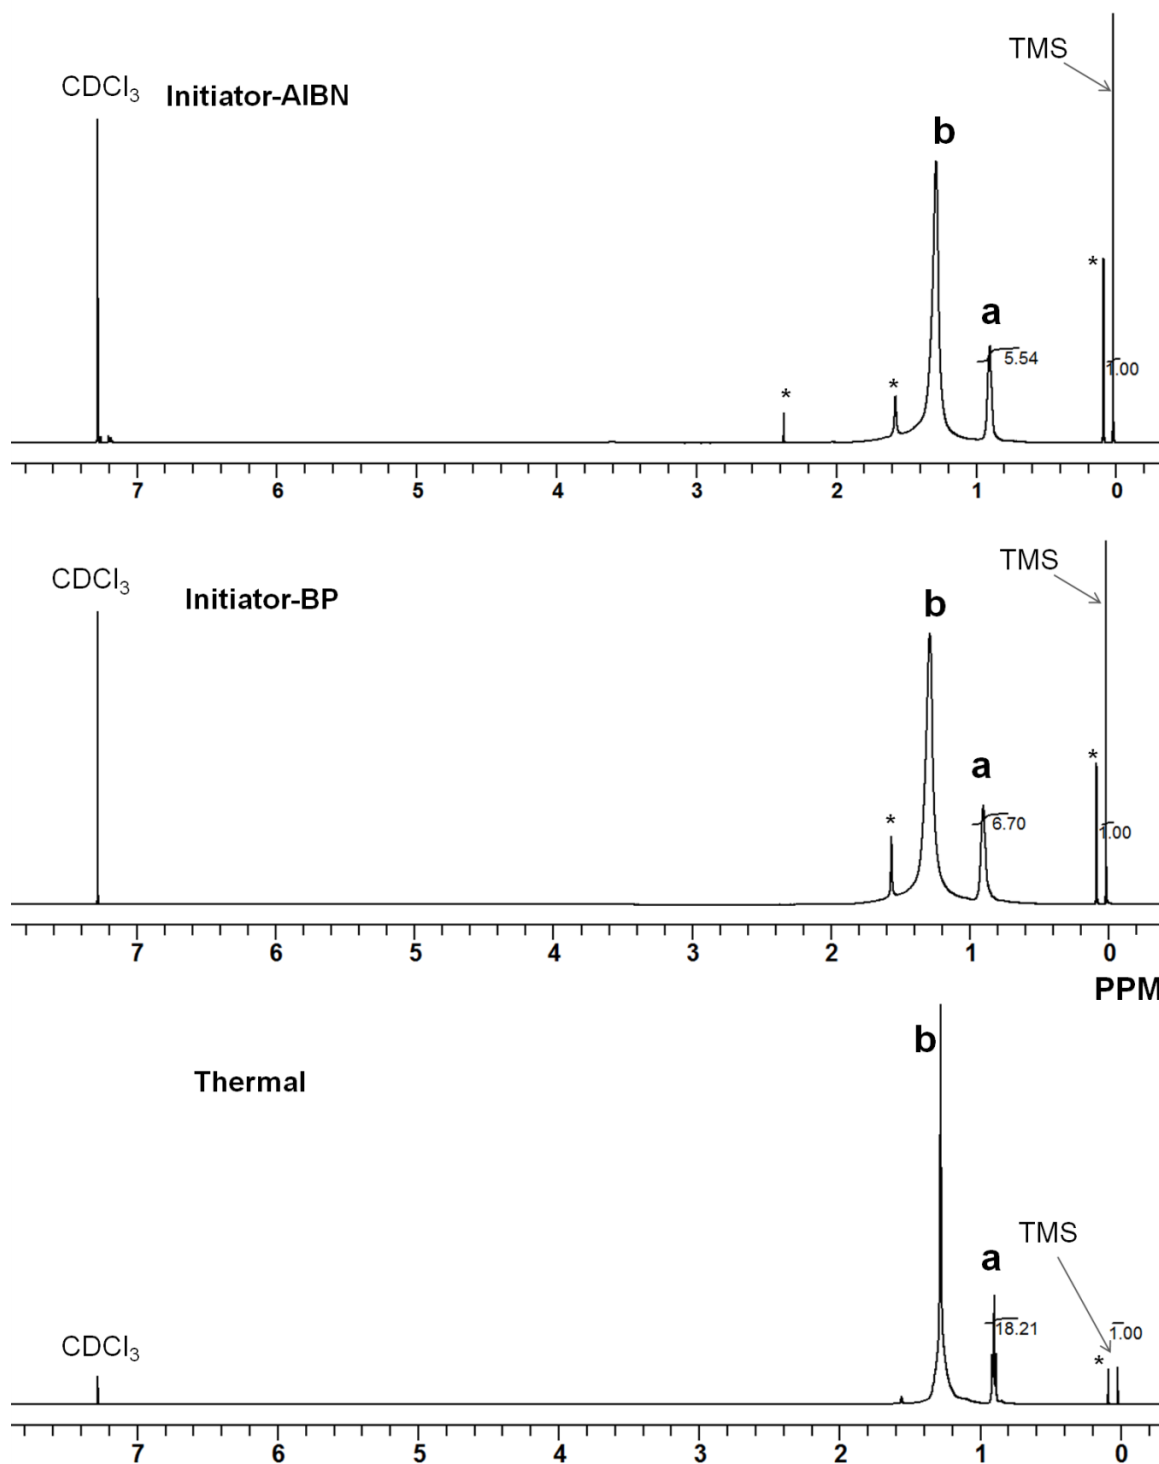 TMS
CDCl₃
Initiator-AIBN
b
*
a
5.54
1.00
*
*
7 6 5 4 3 2 1 0
TMS
CDCl₃
Initiator-BP
b
*
a
6.70
1.00
*
7 6 5 4 3 2 1 0
PPM
b
Thermal
TMS
a
18.21
1.00
CDCl₃
*
7 6 5 4 3 2 1 0